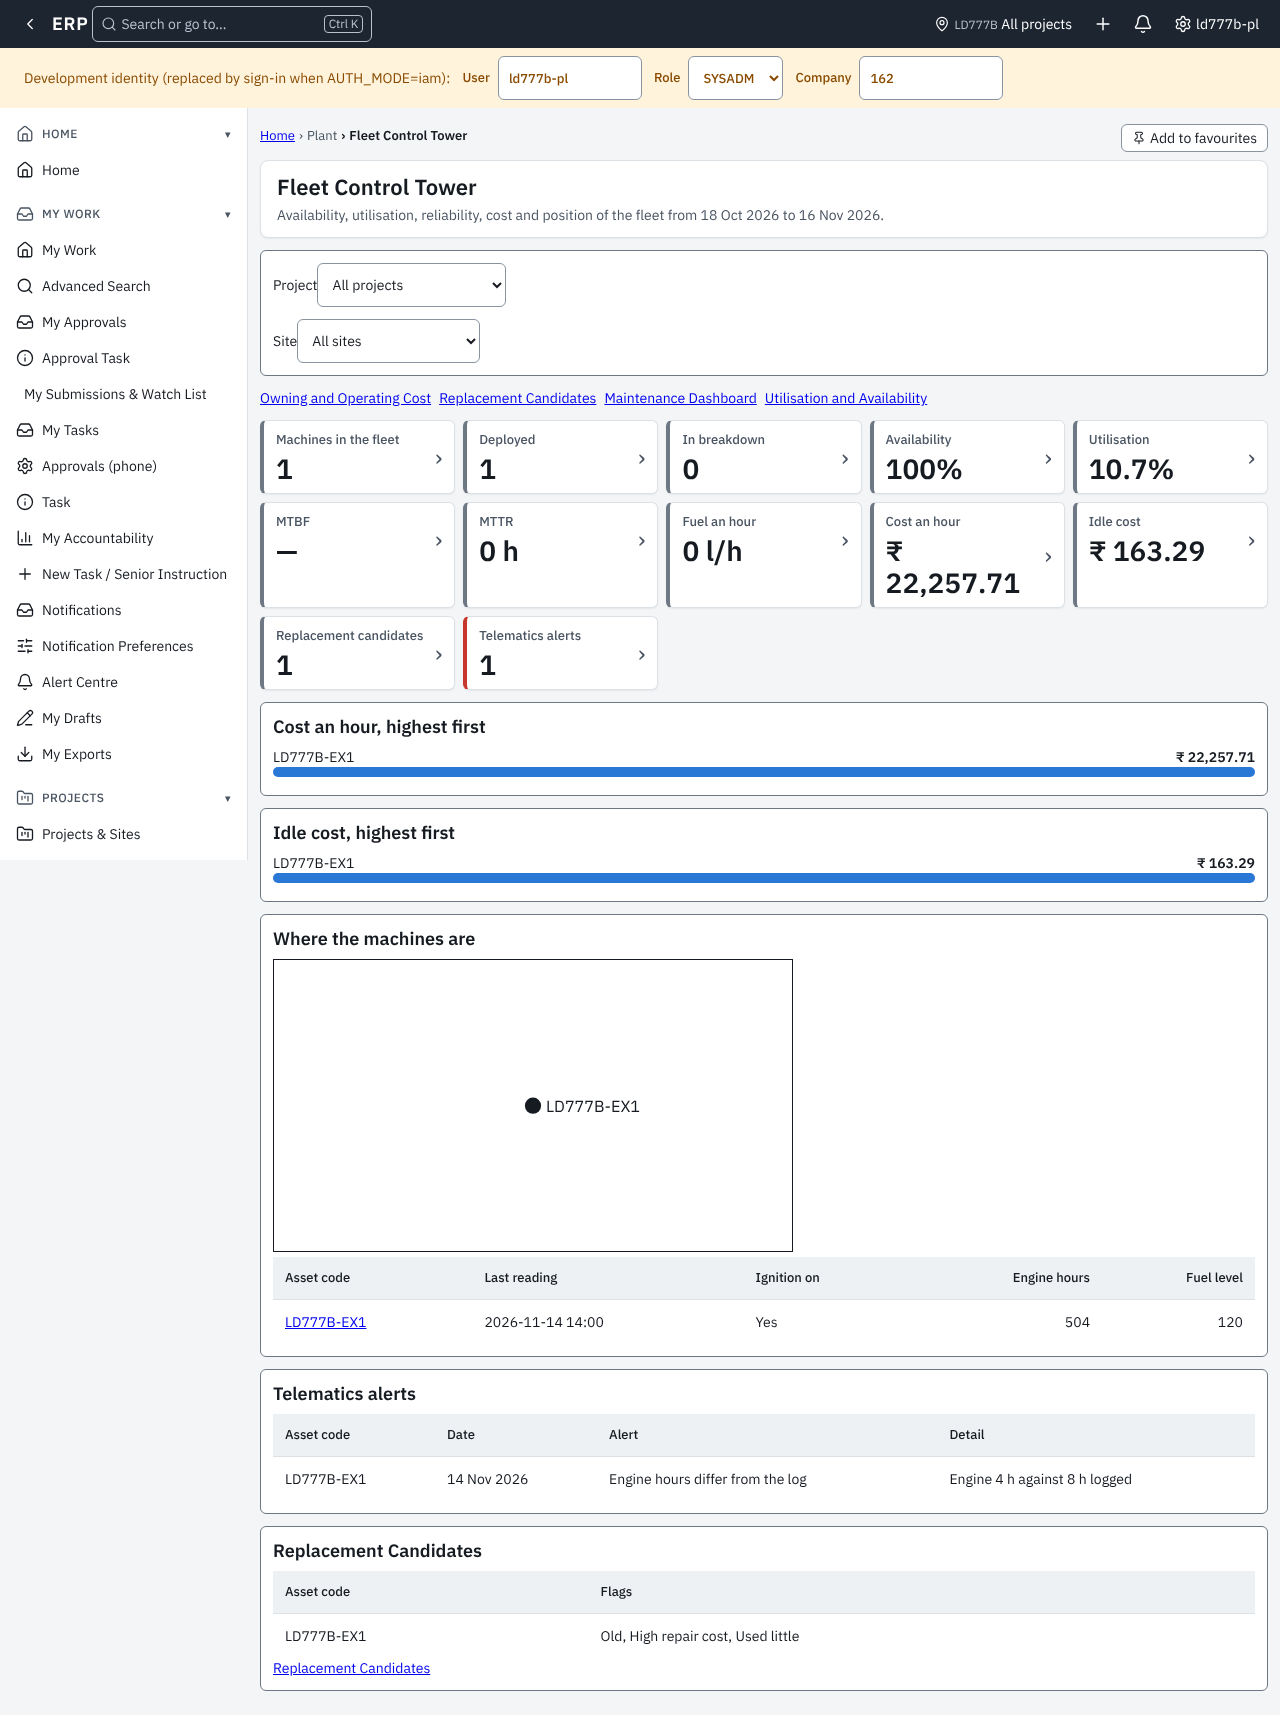 ERP
Search or go to...
Ctrl K
LD777B All projects
ld777b-pl
Development identity (replaced by sign-in when AUTH_MODE=iam):
User
ld777b-pl
Role
SYSADM
Company
162
HOME
Home
MY WORK
My Work
Advanced Search
My Approvals
Approval Task
My Submissions & Watch List
My Tasks
Approvals (phone)
Task
My Accountability
New Task / Senior Instruction
Notifications
Notification Preferences
Alert Centre
My Drafts
My Exports
PROJECTS
Projects & Sites
Home › Plant › Fleet Control Tower
Add to favourites
Fleet Control Tower
Availability, utilisation, reliability, cost and position of the fleet from 18 Oct 2026 to 16 Nov 2026.
Project
All projects
Site
All sites
Owning and Operating Cost Replacement Candidates Maintenance Dashboard Utilisation and Availability
Machines in the fleet
1
Deployed
1
In breakdown
0
Availability
100%
Utilisation
10.7%
MTBF
—
MTTR
0 h
Fuel an hour
0 l/h
Cost an hour
₹
22,257.71
Idle cost
₹ 163.29
Replacement candidates
1
Telematics alerts
1
Cost an hour, highest first
LD777B-EX1 ₹ 22,257.71
Idle cost, highest first
LD777B-EX1 ₹ 163.29
Where the machines are
LD777B-EX1
Asset code Last reading Ignition on Engine hours Fuel level
LD777B-EX1 2026-11-14 14:00 Yes 504 120
Telematics alerts
Asset code Date Alert Detail
LD777B-EX1 14 Nov 2026 Engine hours differ from the log Engine 4 h against 8 h logged
Replacement Candidates
Asset code Flags
LD777B-EX1 Old, High repair cost, Used little
Replacement Candidates